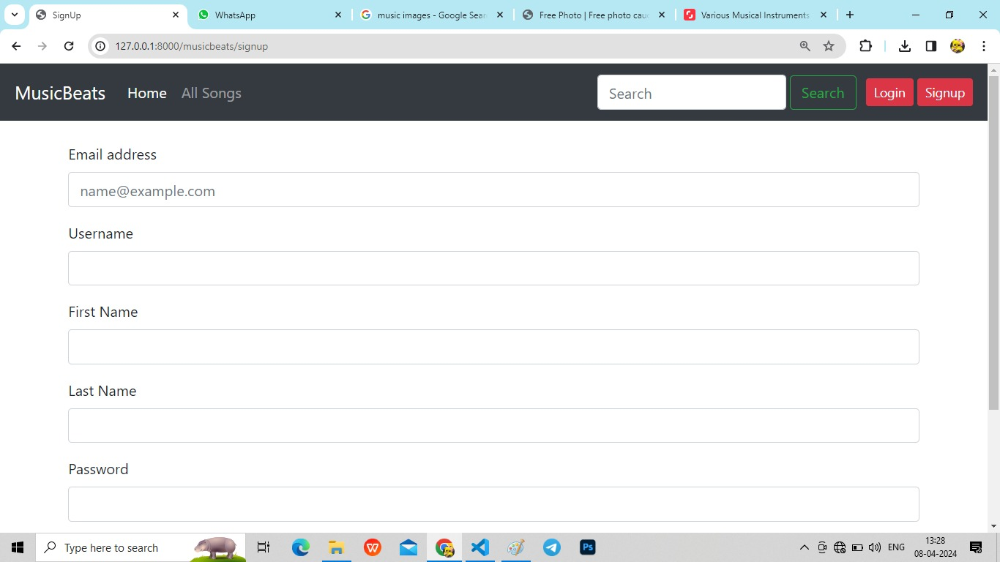 SignUp
WhatsApp
music images - Google Sear
Free Photo | Free photo cau
Various Musical Instruments
127.0.0.1:8000/musicbeats/signup
MusicBeats Home All Songs Search Search Login Signup
Email address
name@example.com
Username
First Name
Last Name
Password
Type here to search
W
Ps
ENG
13:28
08-04-2024